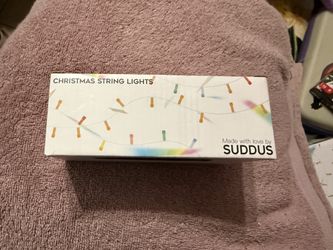 CHRISTMAS STRING LIGHTS
Made with love by
SUDDUS